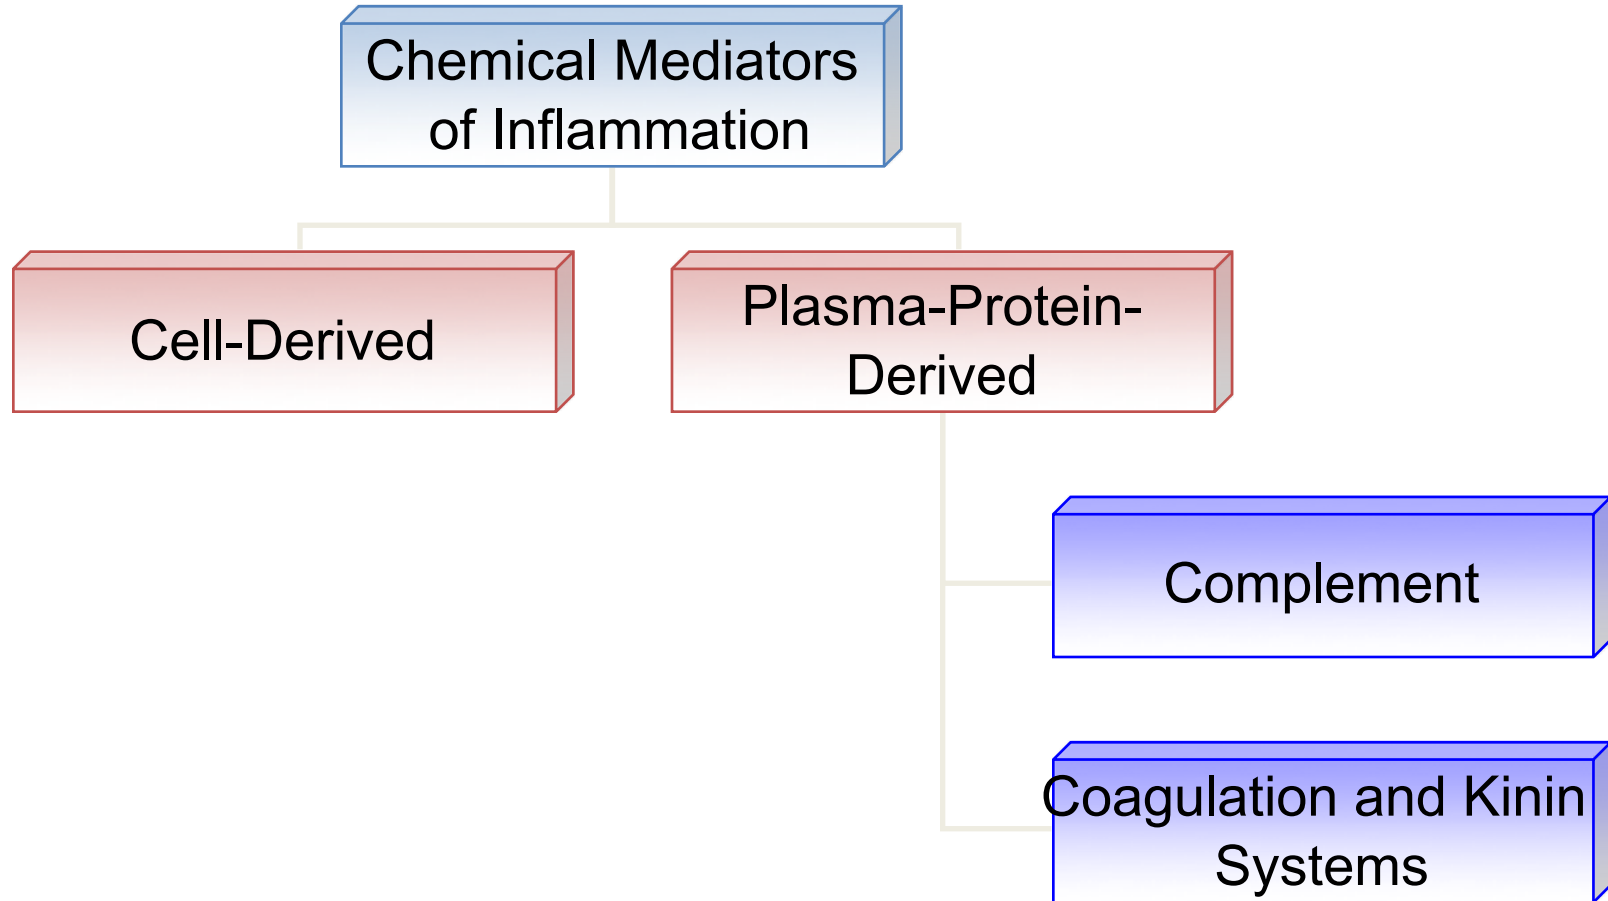 Chemical Mediators
of Inflammation
Cell-Derived
Plasma-Protein-
Derived
Complement
Coagulation and Kinin
Systems